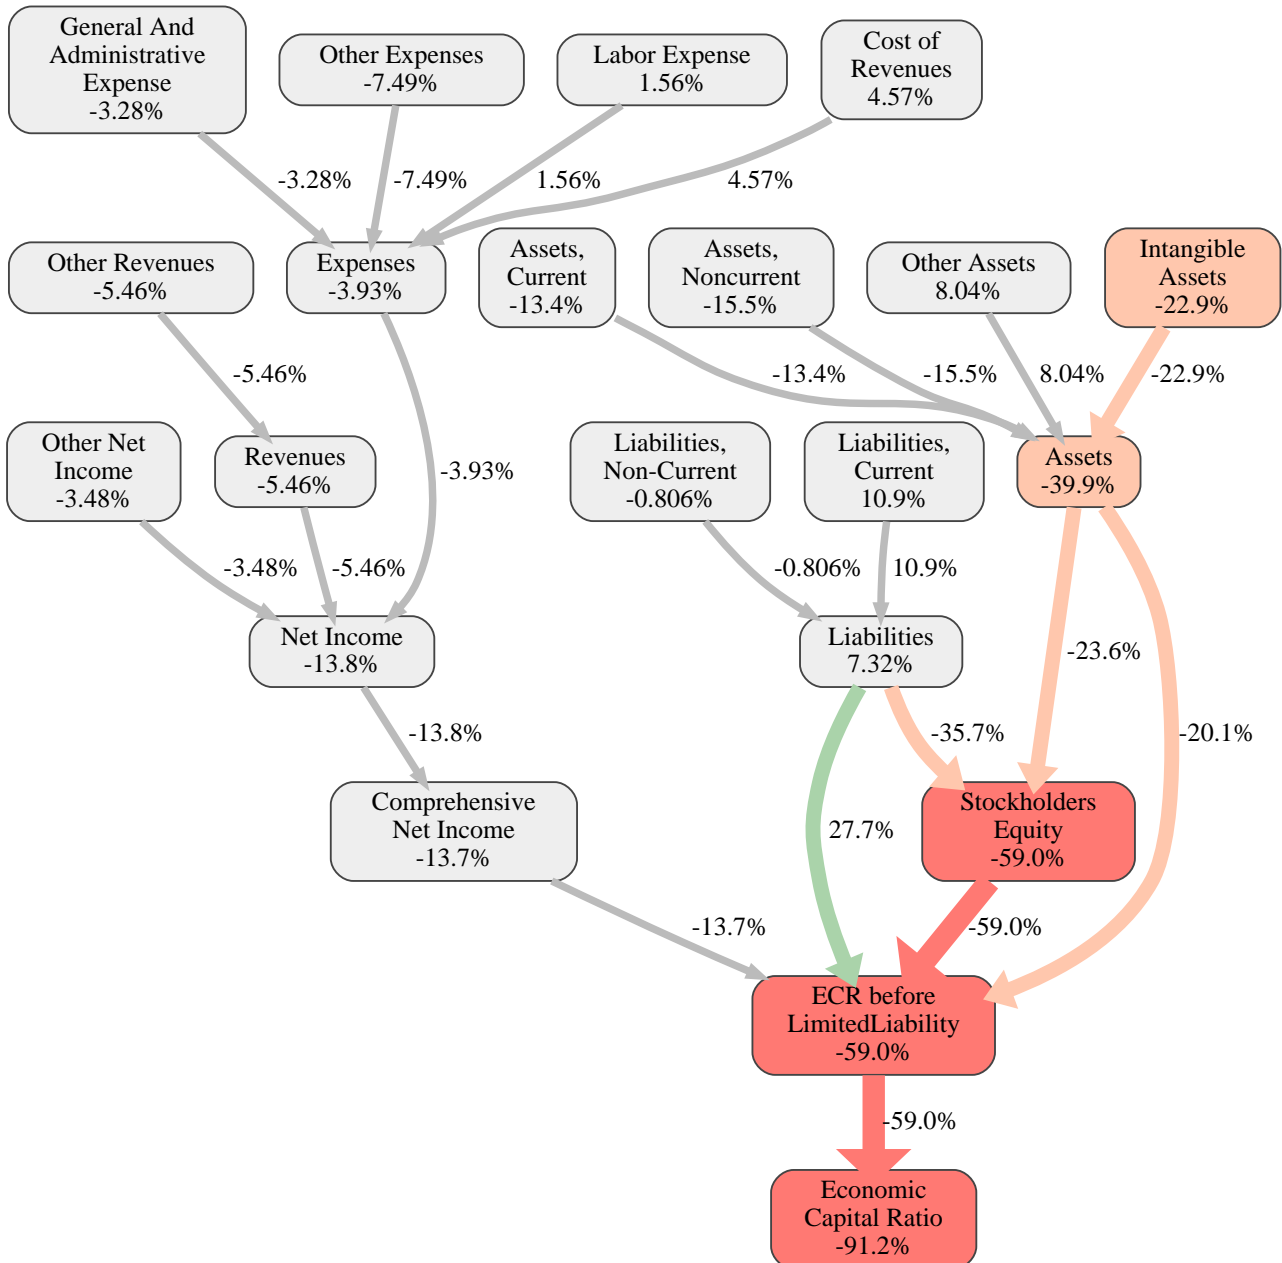 General And
Administrative
Expense
-3.28%
Other Expenses
-7.49%
Labor Expense
1.56%
Cost of
Revenues
4.57%
-3.28%
-7.49%
1.56%
4.57%
Other Revenues
-5.46%
Expenses
-3.93%
Assets,
Current
-13.4%
Assets,
Noncurrent
-15.5%
Other Assets
8.04%
Intangible
Assets
-22.9%
-5.46%
-13.4%
-15.5%
8.04%
-22.9%
Other Net
Income
-3.48%
Revenues
-5.46%
-3.93%
Liabilities,
Non-Current
-0.806%
Liabilities,
Current
10.9%
Assets
-39.9%
-3.48%
-5.46%
-0.806%
10.9%
Net Income
-13.8%
Liabilities
7.32%
-23.6%
-13.8%
-35.7%
-20.1%
Comprehensive
Net Income
-13.7%
27.7%
Stockholders
Equity
-59.0%
-13.7%
-59.0%
ECR before
LimitedLiability
-59.0%
-59.0%
Economic
Capital Ratio
-91.2%